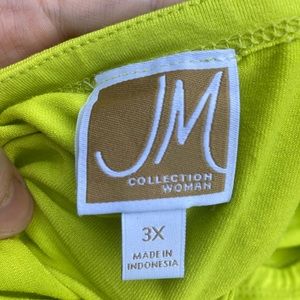 JM
COLLECTION
WOMAN
3X
MADE IN
INDONESIA